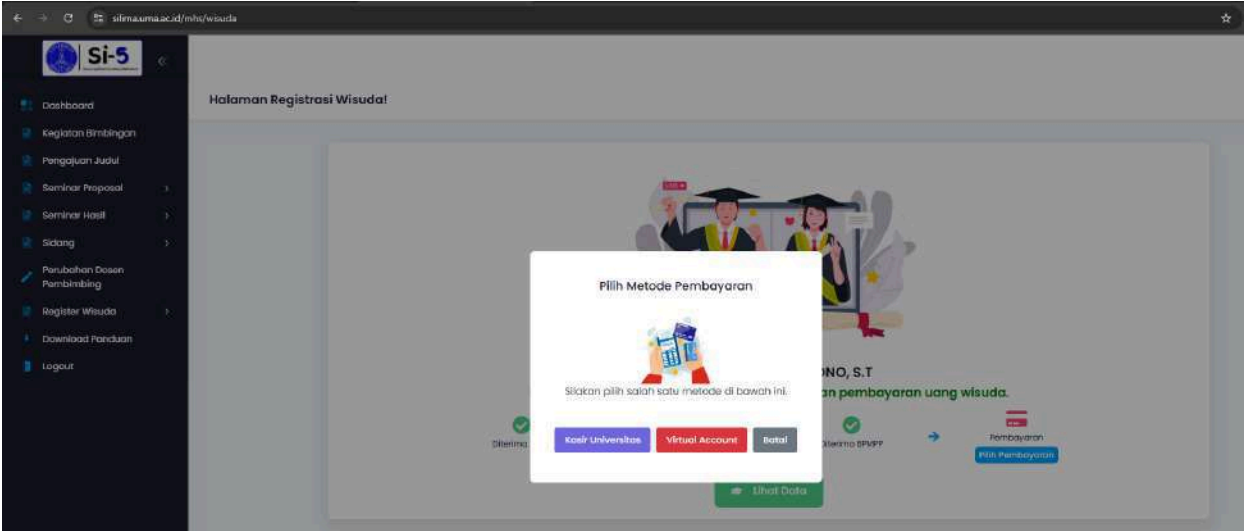 silima.uma.ac.id/mhs/wisuda
Si-5
Dashboard
Kegiatan Bimbingan
Pengajuan Judul
Seminar Proposal
Seminar Hasil
Sidang
Perubahan Dosen
Pembimbing
Register Wisuda
Download Panduan
Logout
Halaman Registrasi Wisuda!
LIVE
Pilih Metode Pembayaran
Silakan pilih salah satu metode di bawah ini.
Kasir Universitas
Virtual Account
Batal
NO, S.T
pembayaran uang wisuda.
Diterima
Diterima BPMPP
Pembayaran
Pilih Pembayaran
Lihat Data